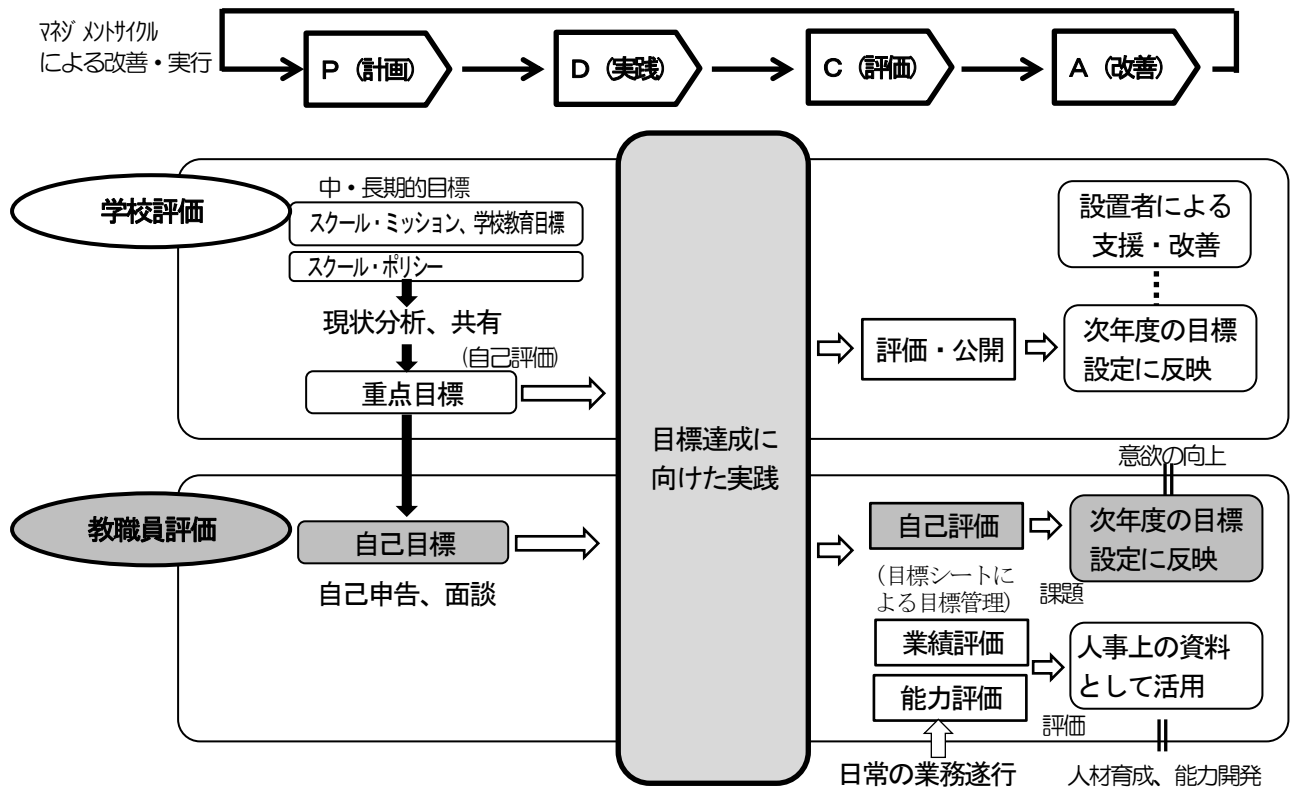 マネジメントサイクル
による改善・実行
P（計画）
D（実践）
C（評価）
A（改善）
学校評価
中・長期的目標
スクール・ミッション、学校教育目標
スクール・ポリシー
現状分析、共有
（自己評価）
重点目標
目標達成に
向けた実践
評価・公開
設置者による
支援・改善
次年度の目標
設定に反映
意欲の向上
教職員評価
自己目標
自己申告、面談
自己評価
（目標シートに
よる目標管理）
次年度の目標
設定に反映
課題
業績評価
能力評価
人事上の資料
として活用
評価
日常の業務遂行
人材育成、能力開発